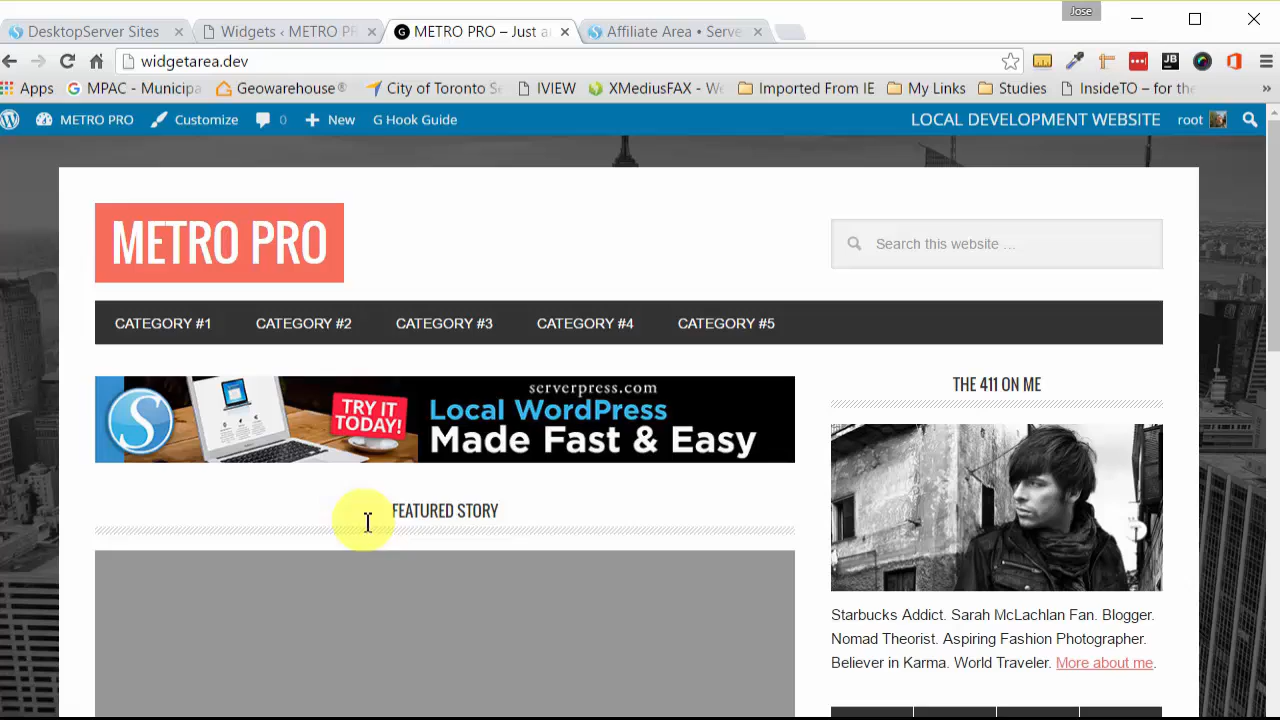 Jose
DesktopServer Sites
Widgets ‹ METRO PR
METRO PRO – Just a
Affiliate Area • Serve
widgetarea.dev
Apps
MPAC - Municipa
Geowarehouse®
City of Toronto Se
IVIEW
XMediusFAX - We
Imported From IE
My Links
Studies
InsideTO – for the
»
METRO PRO
Customize
0
New
G Hook Guide
LOCAL DEVELOPMENT WEBSITE
root
METRO PRO
Search this website ...
CATEGORY #1
CATEGORY #2
CATEGORY #3
CATEGORY #4
CATEGORY #5
S
TRY IT
TODAY!
serverpress.com
Local WordPress
Made Fast & Easy
FEATURED STORY
THE 411 ON ME
Starbucks Addict. Sarah McLachlan Fan. Blogger.
Nomad Theorist. Aspiring Fashion Photographer.
Believer in Karma. World Traveler. More about me.